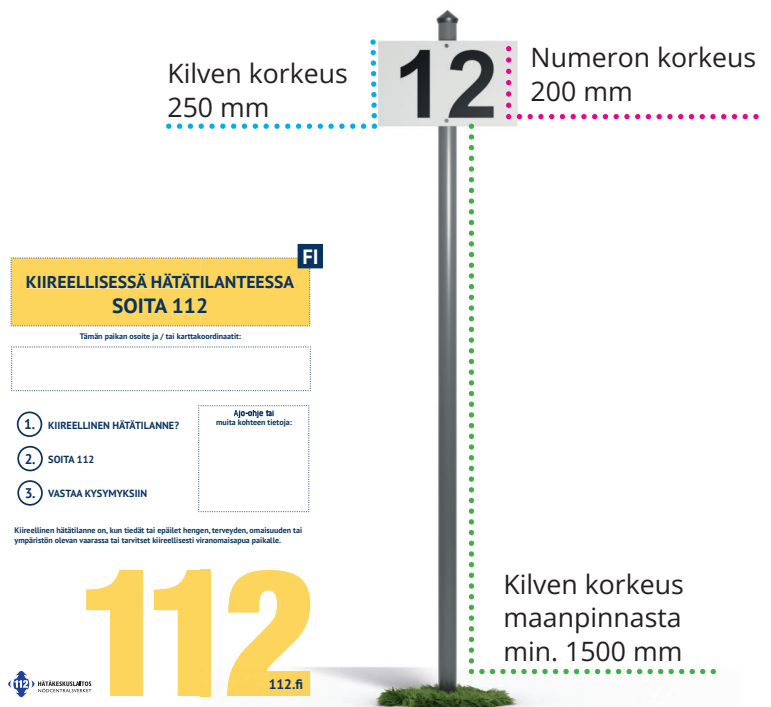 Kilven korkeus
250 mm
12
Numeron korkeus
200 mm
FI
KIIREELLISESSÄ HÄTÄTILANTEESSA
SOITA 112
Tämän paikan osoite ja / tai karttakoordinaatit:
1. KIIREELLINEN HÄTÄTILANNE?
2. SOITA 112
3. VASTAA KYSYMYKSIIN
Ajo-ohje tai
muita kohteen tietoja:
Kiireellinen hätätilanne on, kun tiedät tai epäilet hengen, terveyden, omaisuuden tai
ympäristön olevan vaarassa tai tarvitset kiireellisesti viranomaisapua paikalle.
112
112.fi
112 HÄTÄKESKUSLAITOS
NÖDCENTRALSVERKET
Kilven korkeus
maanpinnasta
min. 1500 mm